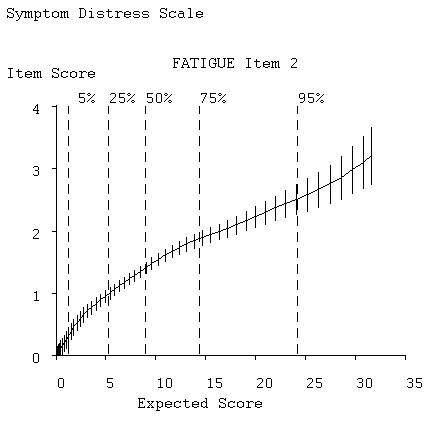 Symptom Distress Scale
FATIGUE Item 2
Item Score
5% 25% 50% 75% 95%
4
3
2
1
0
0 5 10 15 20 25 30 35
Expected Score